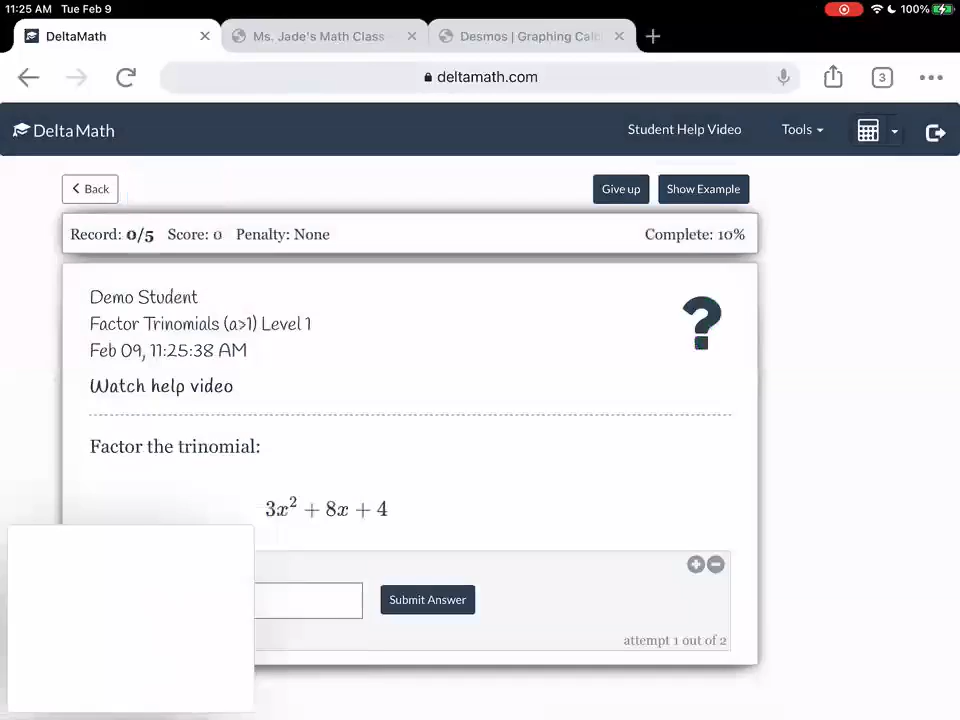 11:25 AM Tue Feb 9 100%
DeltaMath Ms. Jade's Math Class Desmos | Graphing Calc
deltamath.com 3
DeltaMath Student Help Video Tools
Back Give up Show Example
Record: 0/5 Score: 0 Penalty: None Complete: 10%
Demo Student
Factor Trinomials (a>1) Level 1
Feb 09, 11:25:38 AM
Watch help video
Factor the trinomial:
3x² + 8x + 4
Submit Answer
attempt 1 out of 2